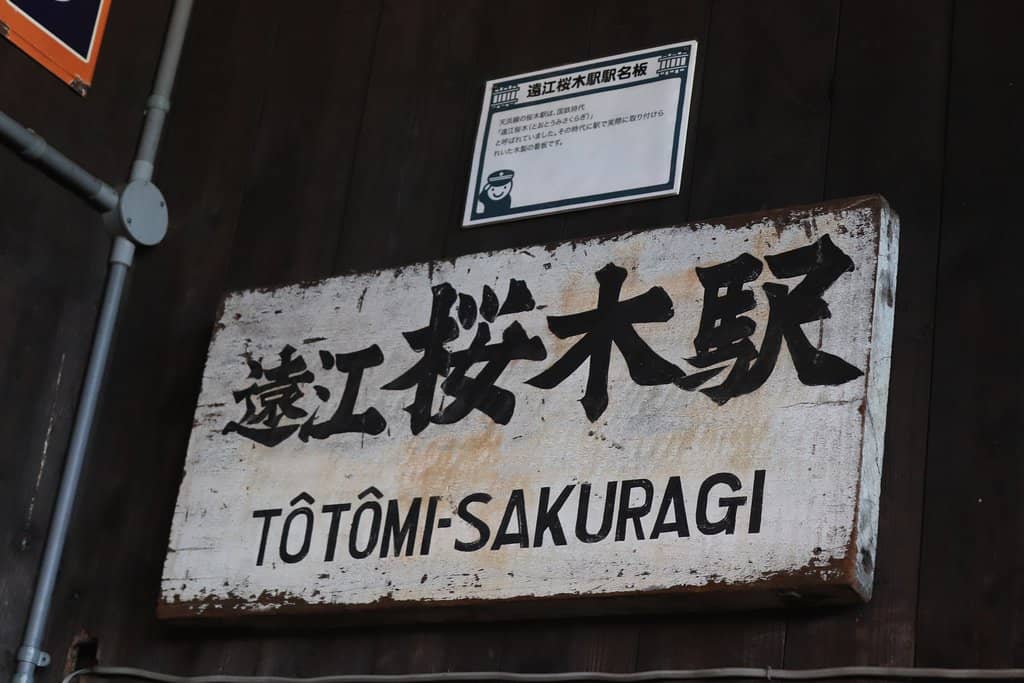 遠江桜木駅駅名板
天浜線の桜木駅は、国鉄時代
「遠江桜木(とおとうみさくらぎ)」
と呼ばれていました。その時代に駅で実際に取り付けら
れいた木製の看板です。
遠江桜木駅
TÔTÔMI-SAKURAGI